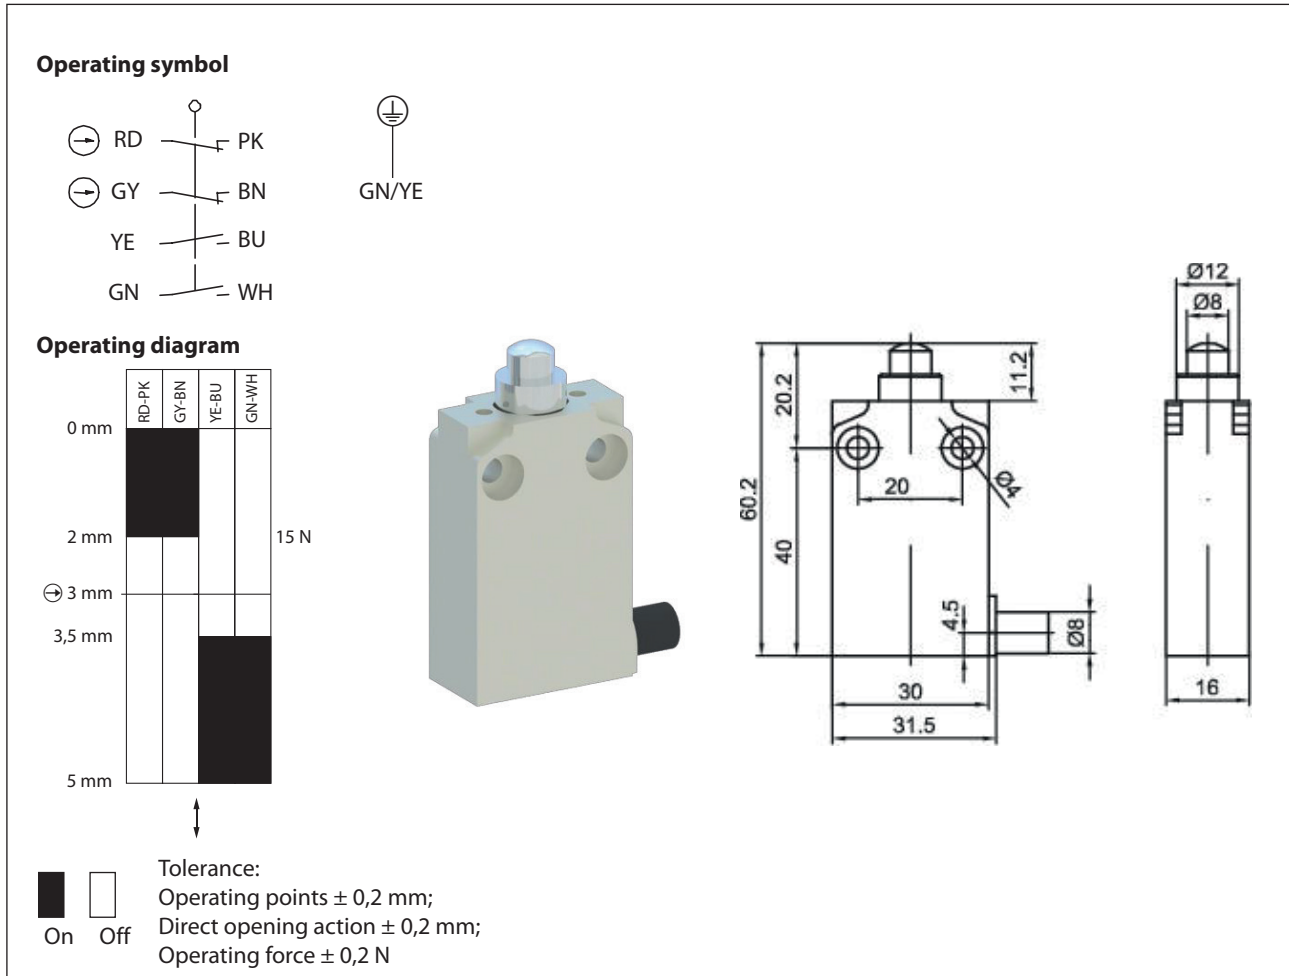 Operating symbol
RD PK
GY BN
GN/YE
YE BU
GN WH
Operating diagram
RD-PK
GY-BN
YE-BU
GN-WH
0 mm
2 mm
15 N
3 mm
3,5 mm
5 mm
On Off
Tolerance:
Operating points ± 0,2 mm;
Direct opening action ± 0,2 mm;
Operating force ± 0,2 N
60.2
20.2
40
20
Ø4
11.2
4.5
Ø8
30
31.5
Ø12
Ø8
16